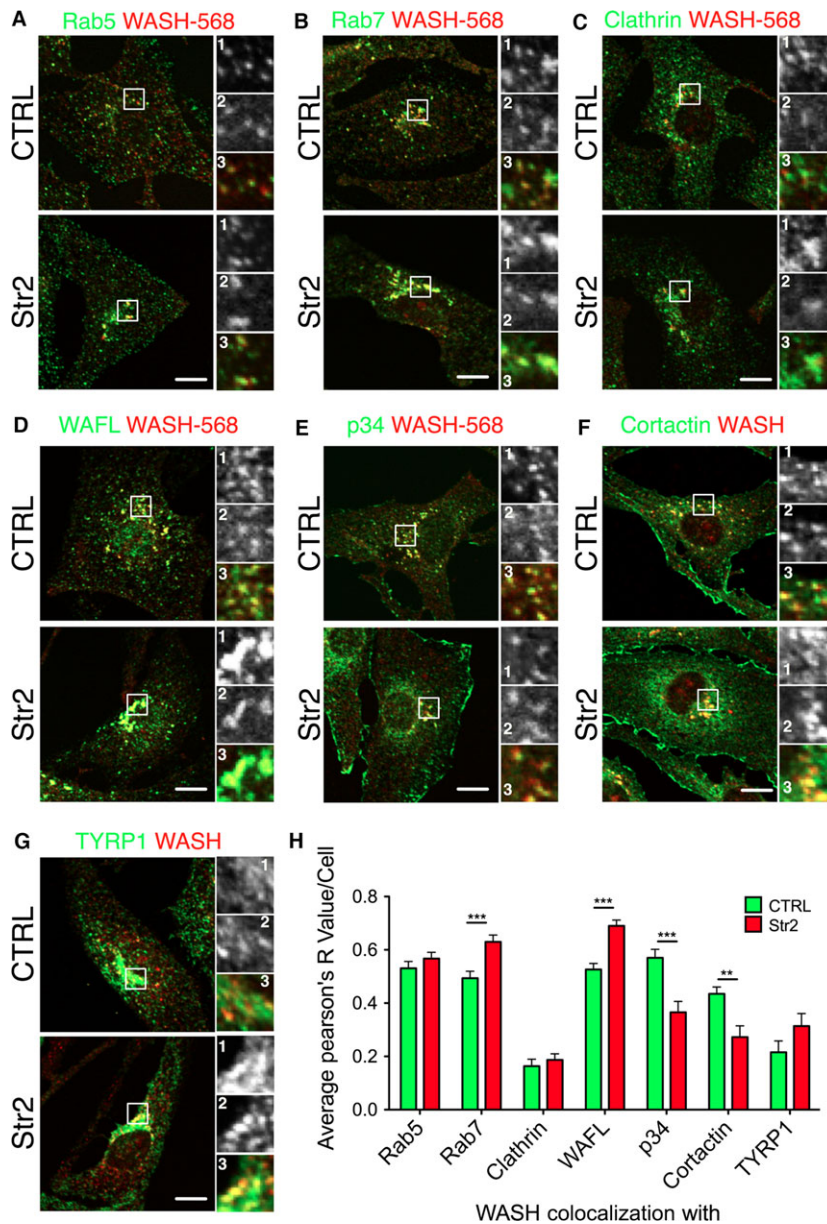 A Rab5 WASH-568
CTRL
1
2
3
Str2
1
2
3
B Rab7 WASH-568
CTRL
1
2
3
Str2
1
2
3
C Clathrin WASH-568
CTRL
1
2
3
Str2
1
2
3
D WAFL WASH-568
CTRL
1
2
3
Str2
1
2
3
E p34 WASH-568
CTRL
1
2
3
Str2
1
2
3
F Cortactin WASH
CTRL
1
2
3
Str2
1
2
3
G TYRP1 WASH
CTRL
1
2
3
Str2
1
2
3
H
Average pearson's R Value/Cell
0.8
0.6
0.4
0.2
0.0
***
***
***
**
CTRL
Str2
Rab5
Rab7
Clathrin
WAFL
p34
Cortactin
TYRP1
WASH colocalization with